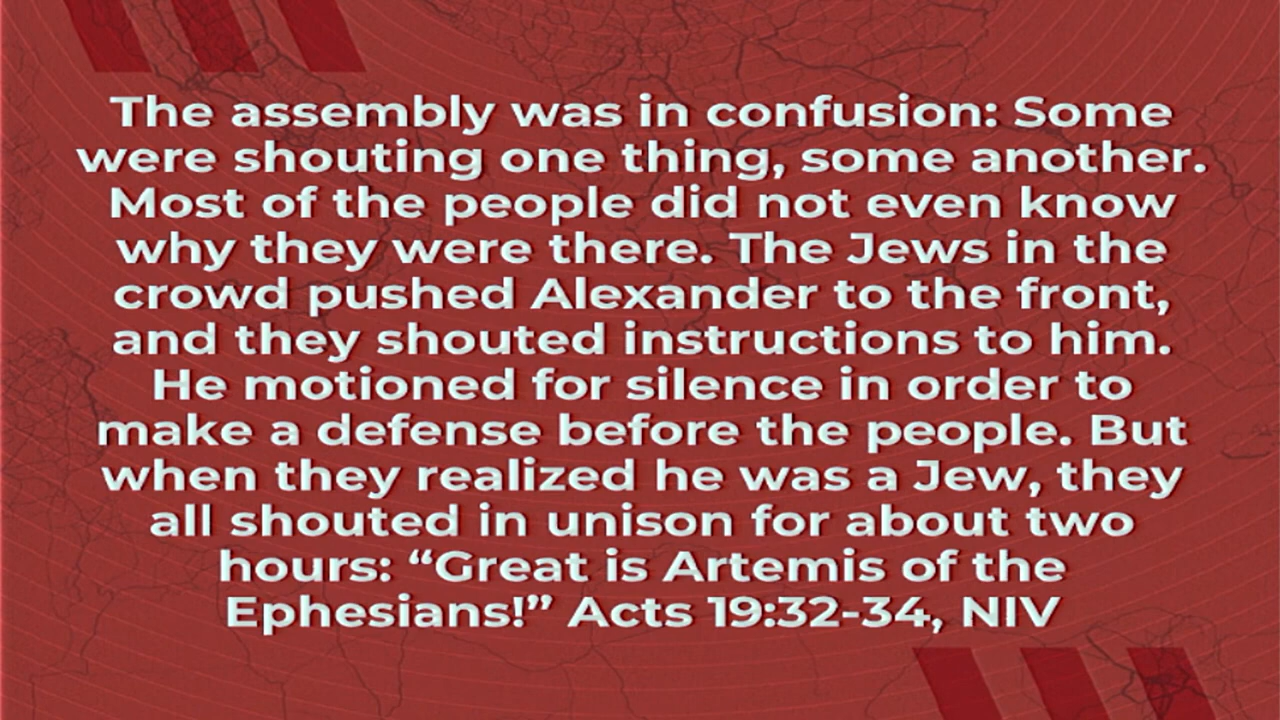 The assembly was in confusion: Some
were shouting one thing, some another.
Most of the people did not even know
why they were there. The Jews in the
crowd pushed Alexander to the front,
and they shouted instructions to him.
He motioned for silence in order to
make a defense before the people. But
when they realized he was a Jew, they
all shouted in unison for about two
hours: “Great is Artemis of the
Ephesians!” Acts 19:32-34, NIV